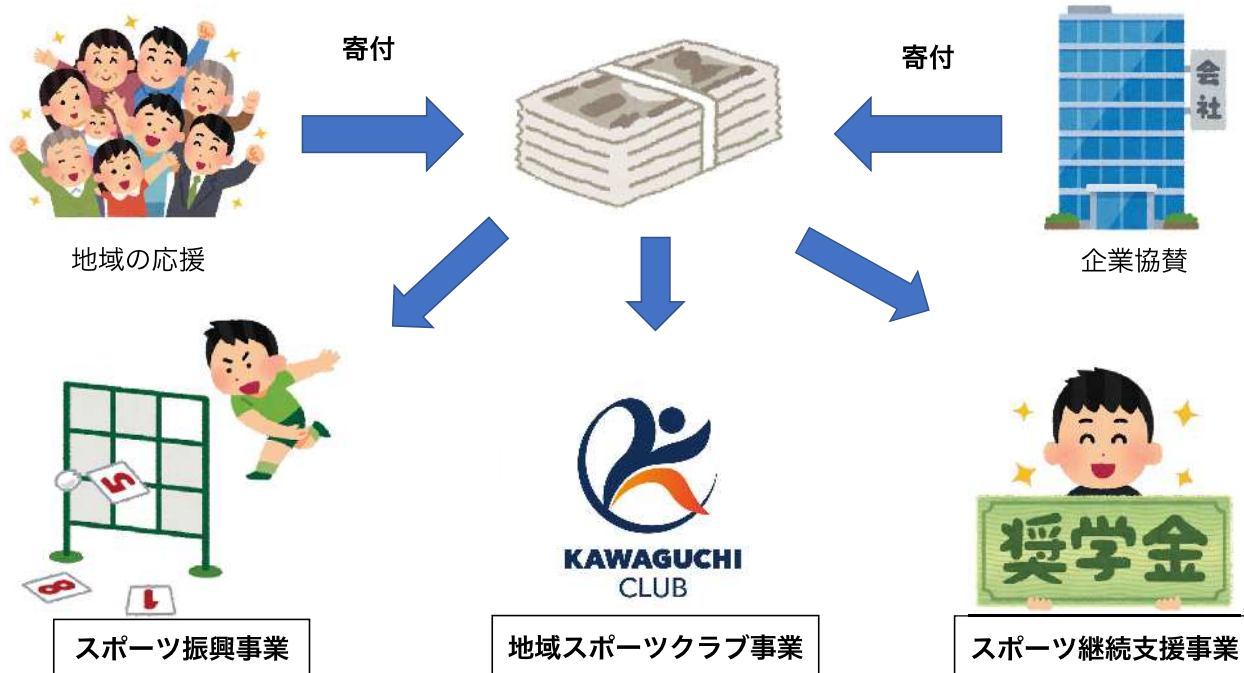 寄付
寄付
会社
地域の応援
企業協賛
5
8
1
KAWAGUCHI
CLUB
奨学金
スポーツ振興事業
地域スポーツクラブ事業
スポーツ継続支援事業